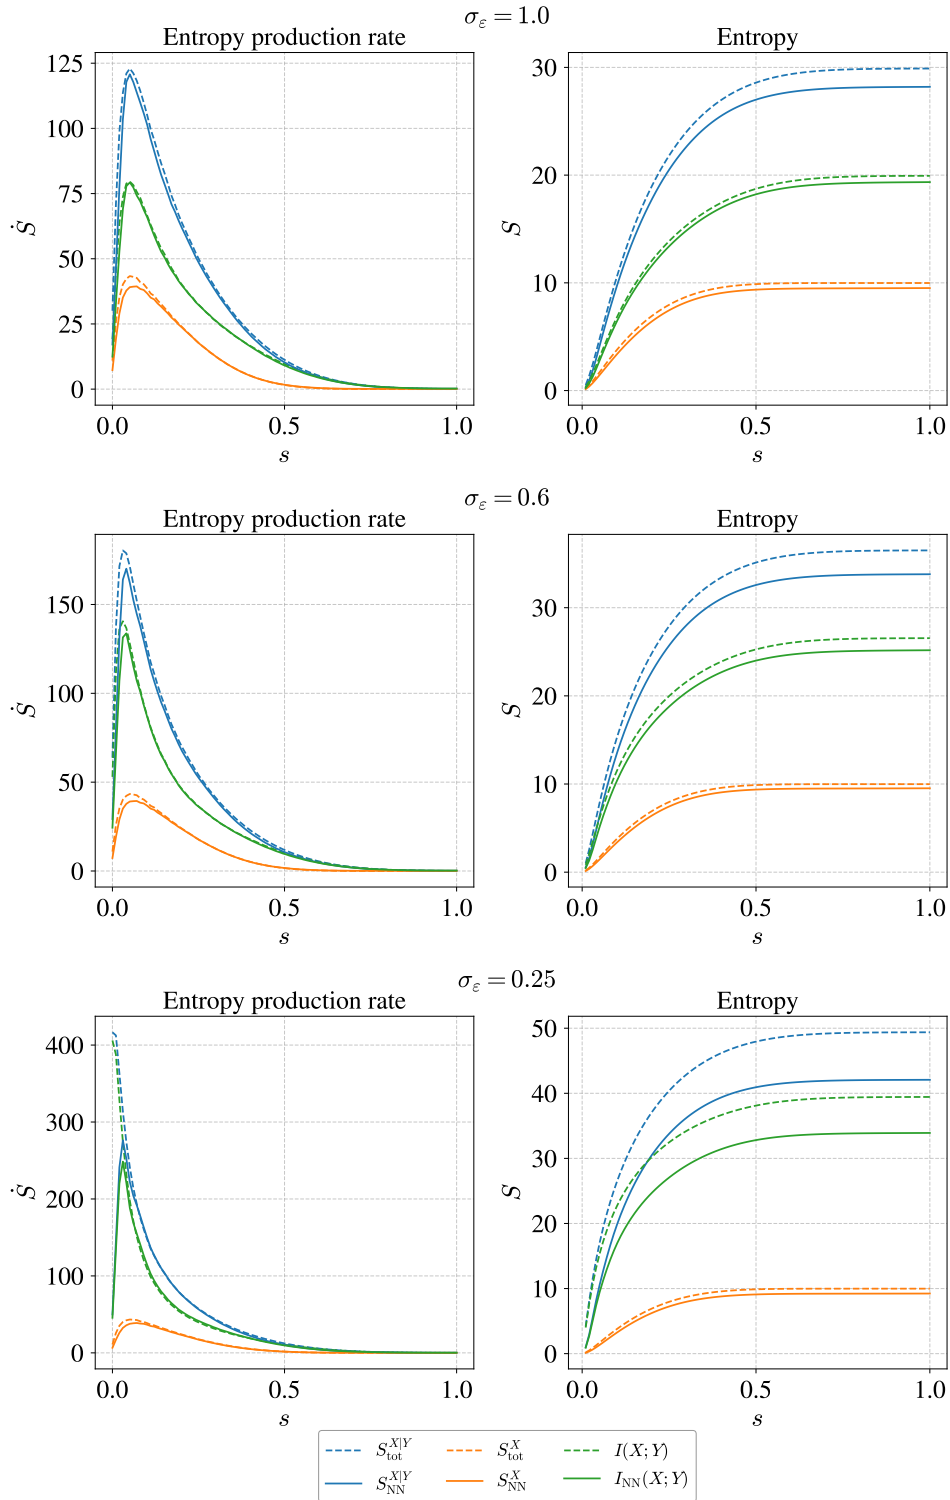 σ_ε = 1.0
Entropy production rate
Entropy
125
100
75
50
25
0
Ṡ
0.0 0.5 1.0
s
30
20
10
0
S
0.0 0.5 1.0
s
σ_ε = 0.6
Entropy production rate
Entropy
150
100
50
0
Ṡ
0.0 0.5 1.0
s
30
20
10
0
S
0.0 0.5 1.0
s
σ_ε = 0.25
Entropy production rate
Entropy
400
300
200
100
0
Ṡ
0.0 0.5 1.0
s
50
40
30
20
10
0
S
0.0 0.5 1.0
s
S_tot^{X|Y} S_tot^X I(X; Y)
S_NN^{X|Y} S_NN^X I_NN(X; Y)